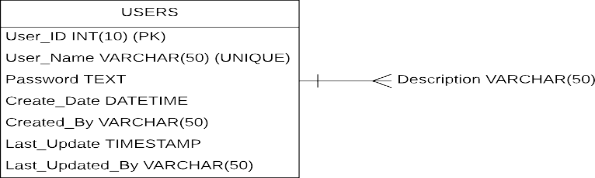 USERS
User_ID INT(10) (PK)
User_Name VARCHAR(50) (UNIQUE)
Password TEXT
Create_Date DATETIME
Created_By VARCHAR(50)
Last_Update TIMESTAMP
Last_Updated_By VARCHAR(50)
Description VARCHAR(50)